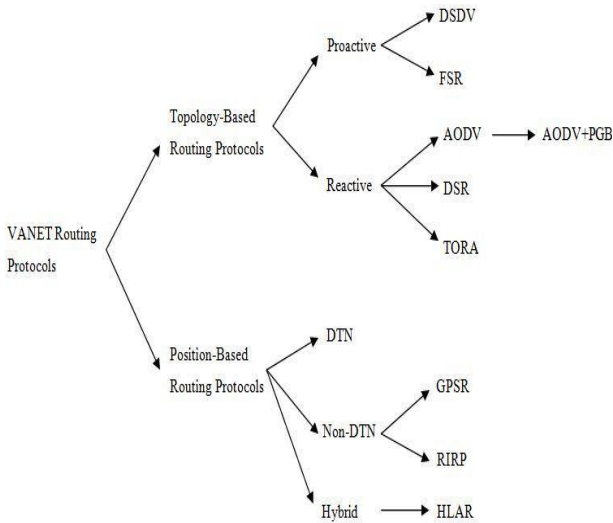 VANET Routing
Protocols
Topology-Based
Routing Protocols
Proactive
DSDV
FSR
Reactive
AODV
AODV+PGB
DSR
TORA
Position-Based
Routing Protocols
DTN
Non-DTN
GPSR
RIRP
Hybrid
HLAR